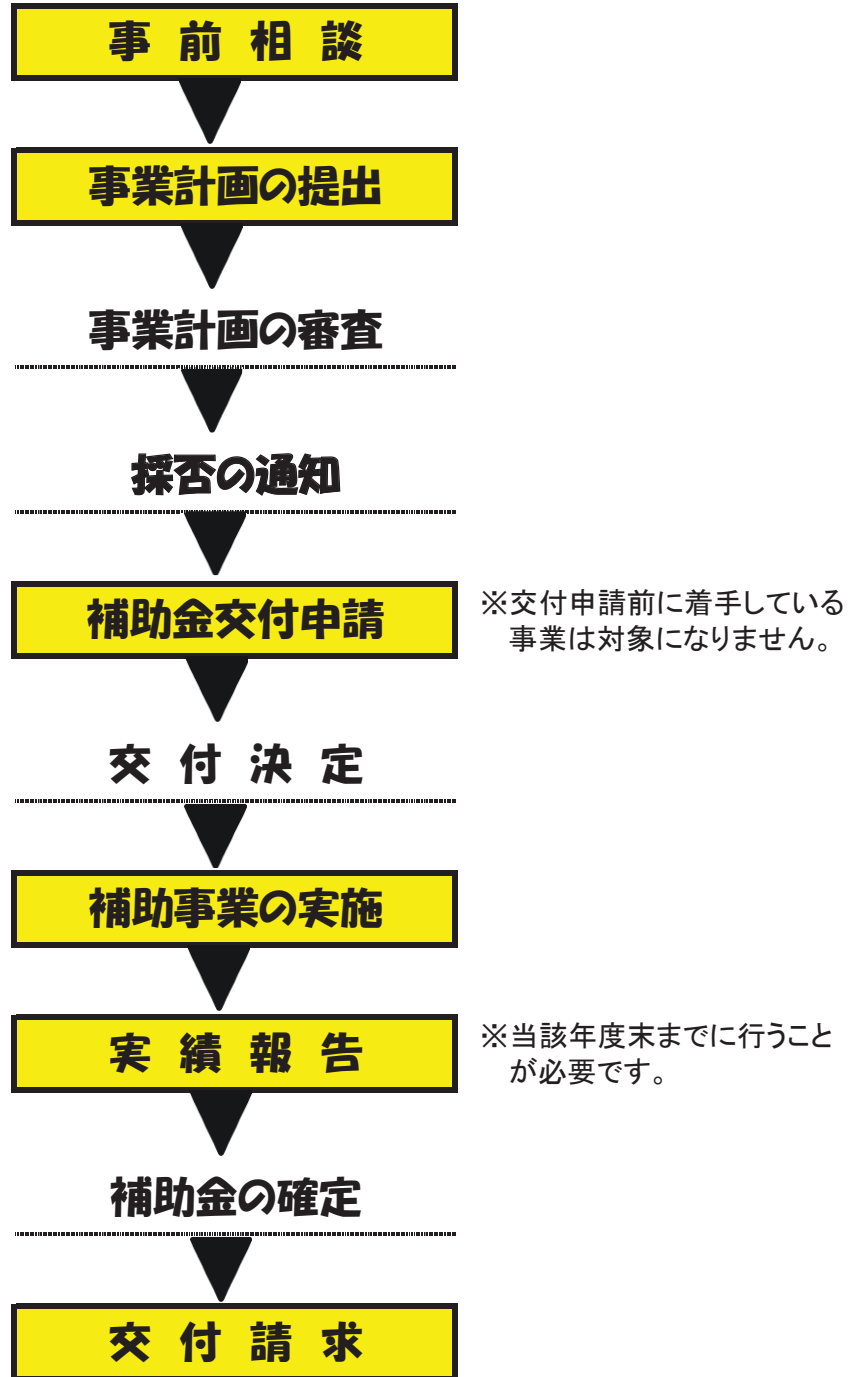 事前相談
事業計画の提出
事業計画の審査
採否の通知
補助金交付申請
※交付申請前に着手している
事業は対象になりません。
交付決定
補助事業の実施
実績報告
※当該年度末までに行うこと
が必要です。
補助金の確定
交付請求